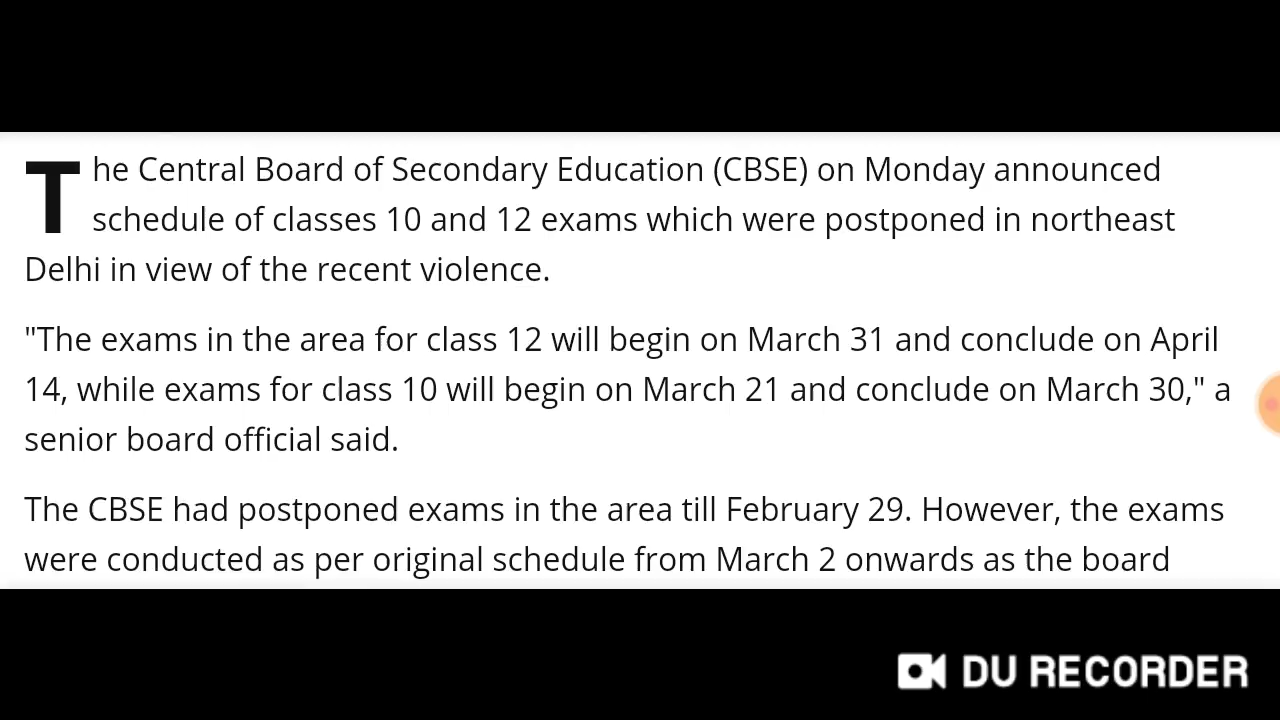 The Central Board of Secondary Education (CBSE) on Monday announced
schedule of classes 10 and 12 exams which were postponed in northeast
Delhi in view of the recent violence.
"The exams in the area for class 12 will begin on March 31 and conclude on April
14, while exams for class 10 will begin on March 21 and conclude on March 30," a
senior board official said.
The CBSE had postponed exams in the area till February 29. However, the exams
were conducted as per original schedule from March 2 onwards as the board
DU RECORDER